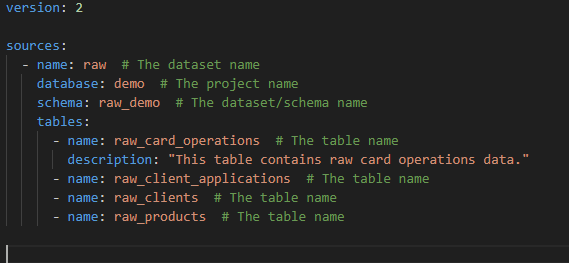 version: 2
sources:
- name: raw # The dataset name
database: demo # The project name
schema: raw_demo # The dataset/schema name
tables:
- name: raw_card_operations # The table name
description: "This table contains raw card operations data."
- name: raw_client_applications # The table name
- name: raw_clients # The table name
- name: raw_products # The table name